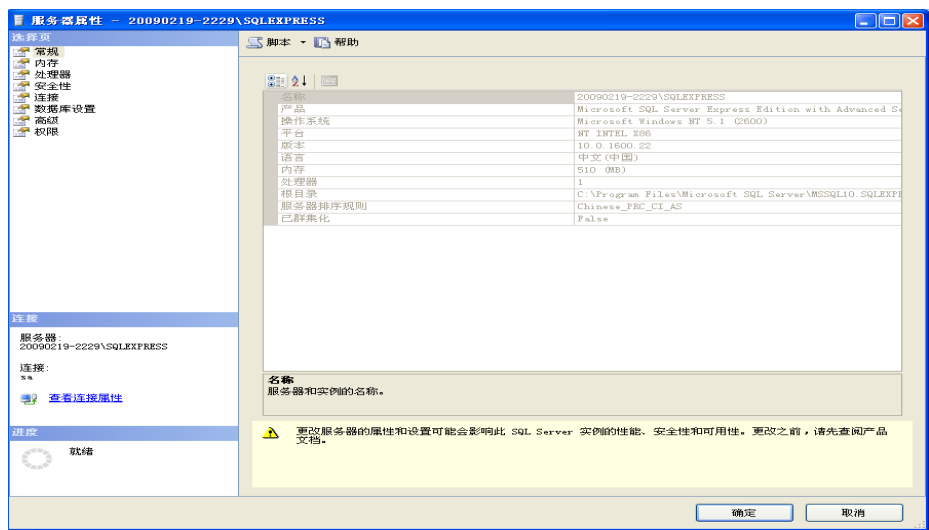 服务器属性 - 20090219-2229\SQLEXPRESS
选择页
常规
内存
处理器
安全性
连接
数据库设置
高级
权限
脚本 帮助
名称 20090219-2229\SQLEXPRESS
产品 Microsoft SQL Server Express Edition with Advanced Se
操作系统 Microsoft Windows NT 5.1 (2600)
平台 NT INTEL X86
版本 10.0.1600.22
语言 中文(中国)
内存 510 (MB)
处理器 1
根目录 C:\Program Files\Microsoft SQL Server\MSSQL10.SQLEXPR
服务器排序规则 Chinese_PRC_CI_AS
已群集化 False
连接
服务器:
20090219-2229\SQLEXPRESS
连接:
sa
查看连接属性
进度
就绪
名称
服务器和实例的名称。
更改服务器的属性和设置可能会影响此 SQL Server 实例的性能、安全性和可用性。更改之前，请先查阅产品
文档。
确定 取消